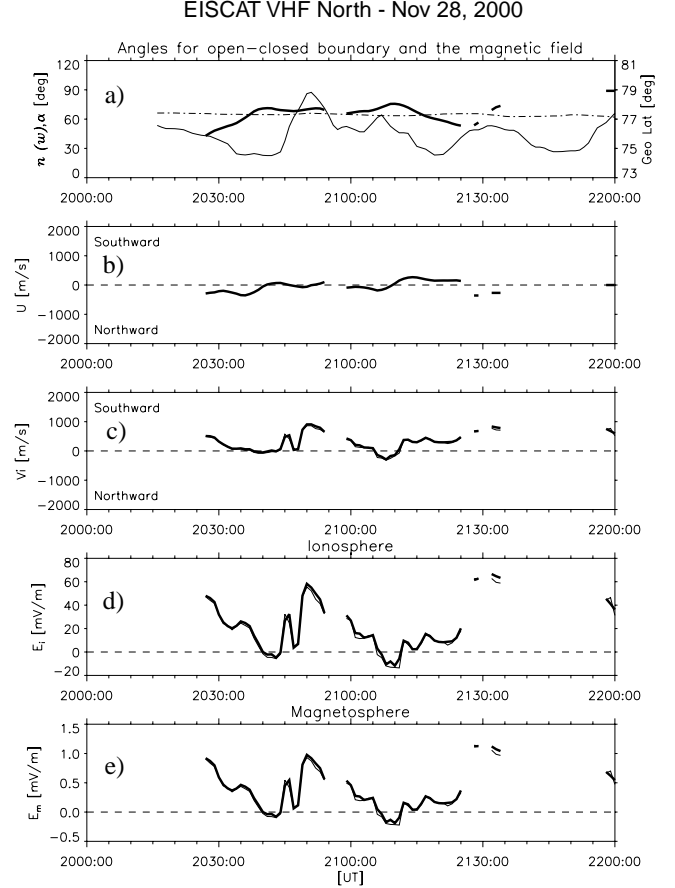 EISCAT VHF North - Nov 28, 2000
Angles for open-closed boundary and the magnetic field
a)
n (w),α [deg]
120
90
60
30
0
81
79
77
75
73
Geo Lat [deg]
2000:00 2030:00 2100:00 2130:00 2200:00
b)
U [m/s]
2000
1000
0
-1000
-2000
Southward
Northward
2000:00 2030:00 2100:00 2130:00 2200:00
c)
Vi [m/s]
2000
1000
0
-1000
-2000
Southward
Northward
2000:00 2030:00 2100:00 2130:00 2200:00
Ionosphere
d)
Ei [mV/m]
80
60
40
20
0
-20
2000:00 2030:00 2100:00 2130:00 2200:00
Magnetosphere
e)
Em [mV/m]
1.5
1.0
0.5
0.0
-0.5
2000:00 2030:00 2100:00 2130:00 2200:00
[UT]